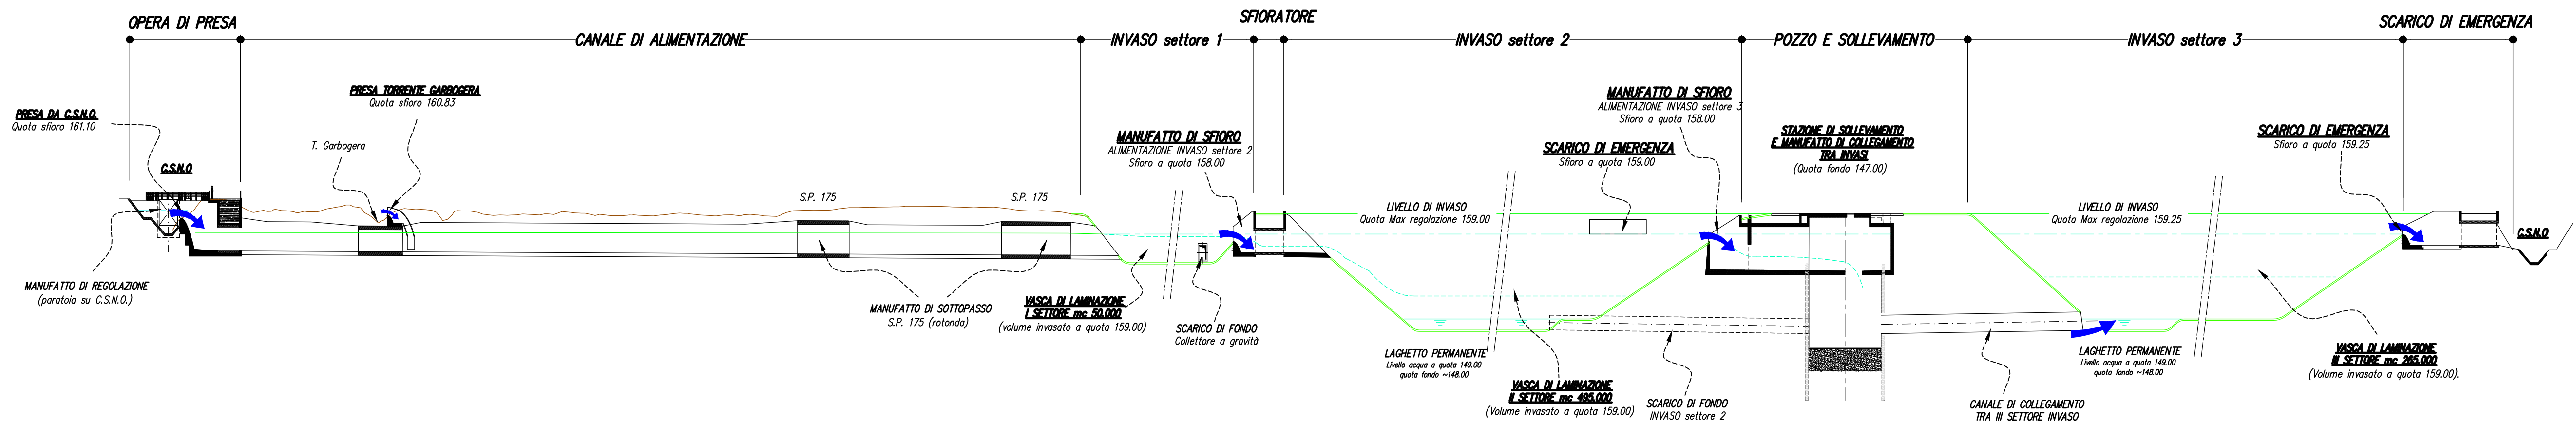 OPERA DI PRESA
CANALE DI ALIMENTAZIONE
INVASO settore 1
SFIORATORE
INVASO settore 2
POZZO E SOLLEVAMENTO
INVASO settore 3
SCARICO DI EMERGENZA
PRESA DA C.S.N.O.
Quota sfioro 161.10
C.S.N.O
MANUFATTO DI REGOLAZIONE
(paratoia su C.S.N.O.)
PRESA TORRENTE GARBOGERA
Quota sfioro 160.83
T. Garbogera
S.P. 175
S.P. 175
MANUFATTO DI SOTTOPASSO
S.P. 175 (rotonda)
VASCA DI LAMINAZIONE
I SETTORE mc 50.000
(volume invasato a quota 159.00)
MANUFATTO DI SFIORO
ALIMENTAZIONE INVASO settore 2
Sfioro a quota 158.00
SCARICO DI FONDO
Collettore a gravità
LIVELLO DI INVASO
Quota Max regolazione 159.00
LAGHETTO PERMANENTE
Livello acqua a quota 149.00
quota fondo ~148.00
SCARICO DI EMERGENZA
Sfioro a quota 159.00
VASCA DI LAMINAZIONE
II SETTORE mc 495.000
(Volume invasato a quota 159.00)
MANUFATTO DI SFIORO
ALIMENTAZIONE INVASO settore 3
Sfioro a quota 158.00
SCARICO DI FONDO
INVASO settore 2
STAZIONE DI SOLLEVAMENTO
E MANUFATTO DI COLLEGAMENTO
TRA INVASI
(Quota fondo 147.00)
CANALE DI COLLEGAMENTO
TRA III SETTORE INVASO
LIVELLO DI INVASO
Quota Max regolazione 159.25
LAGHETTO PERMANENTE
Livello acqua a quota 149.00
quota fondo ~148.00
SCARICO DI EMERGENZA
Sfioro a quota 159.25
VASCA DI LAMINAZIONE
III SETTORE mc 265.000
(Volume invasato a quota 159.00).
C.S.N.O